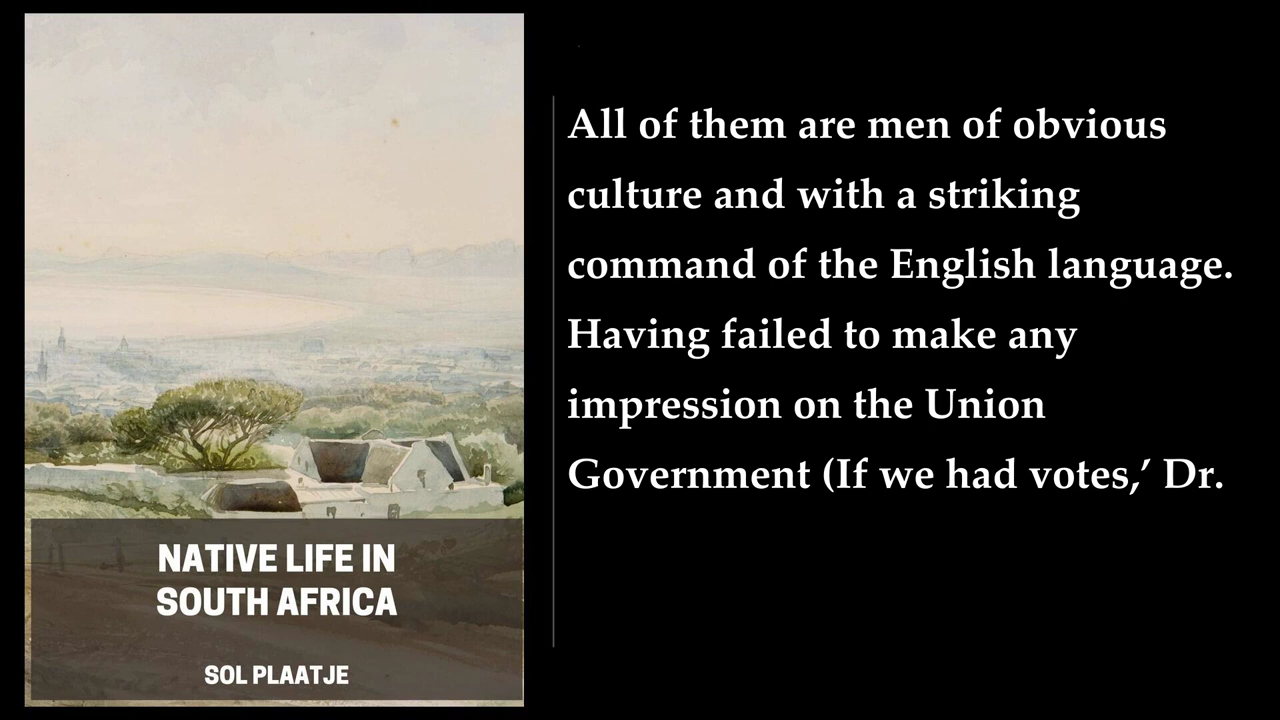 NATIVE LIFE IN
SOUTH AFRICA
SOL PLAATJE
All of them are men of obvious
culture and with a striking
command of the English language.
Having failed to make any
impression on the Union
Government (If we had votes,’ Dr.